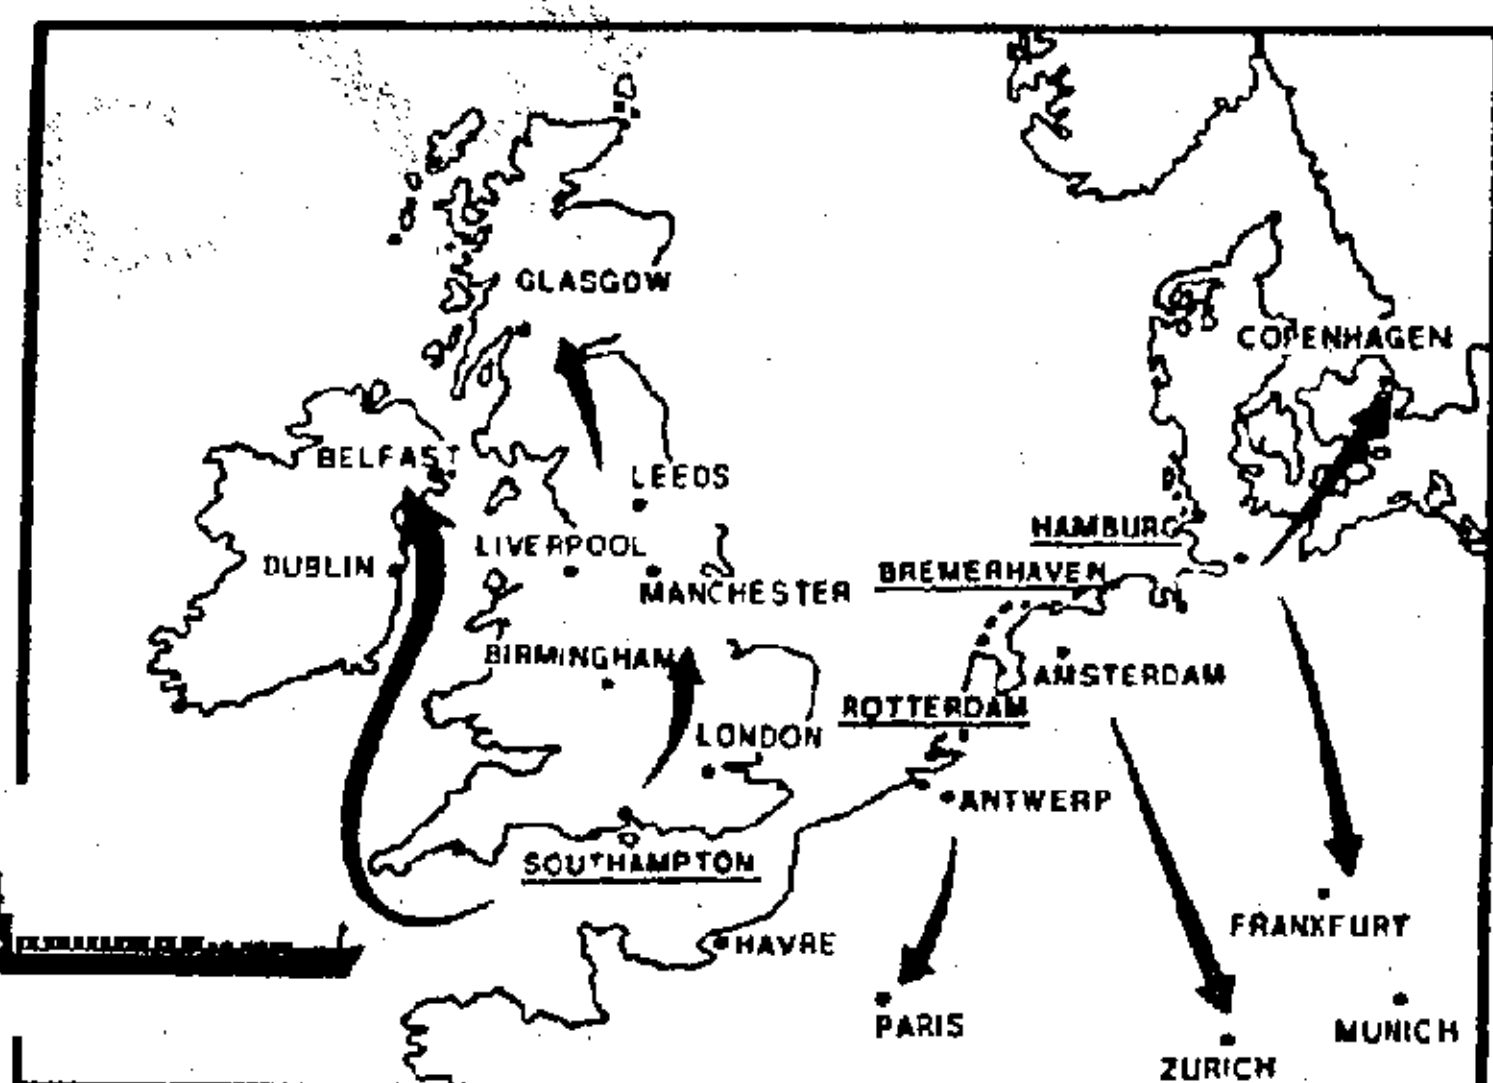 GLASGOW
COPENHAGEN
BELFAST
LEEDS
HAMBURG
LIVERPOOL
DUBLIN
BREMERHAVEN
MANCHESTER
BIRMINGHAM
AMSTERDAM
ROTTERDAM
LONDON
ANTWERP
SOUTHAMPTON
FRANKFURT
HAVRE
PARIS
MUNICH
ZURICH